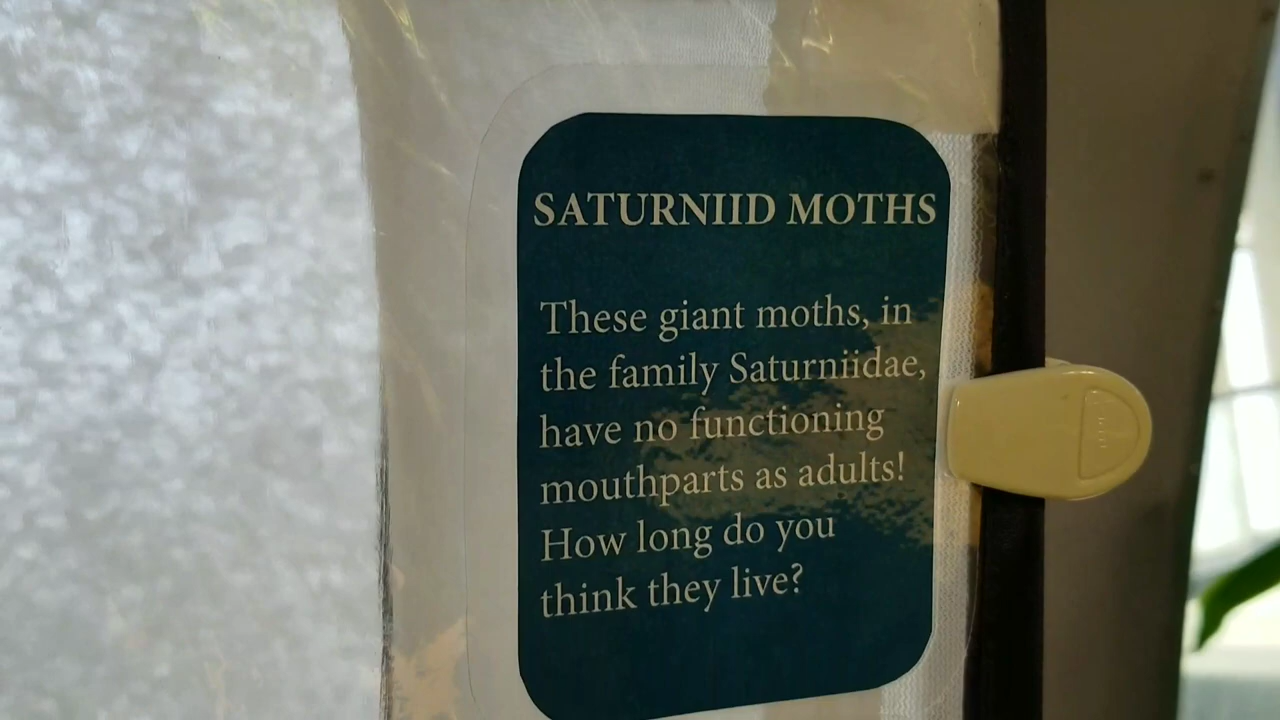 SATURNIID MOTHS
These giant moths, in
the family Saturniidae,
have no functioning
mouthparts as adults!
How long do you
think they live?